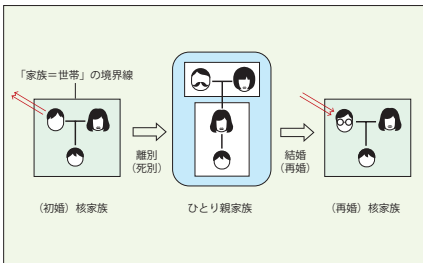 「家族＝世帯」の境界線
離別
（死別）
結婚
（再婚）
（初婚）核家族
ひとり親家族
（再婚）核家族